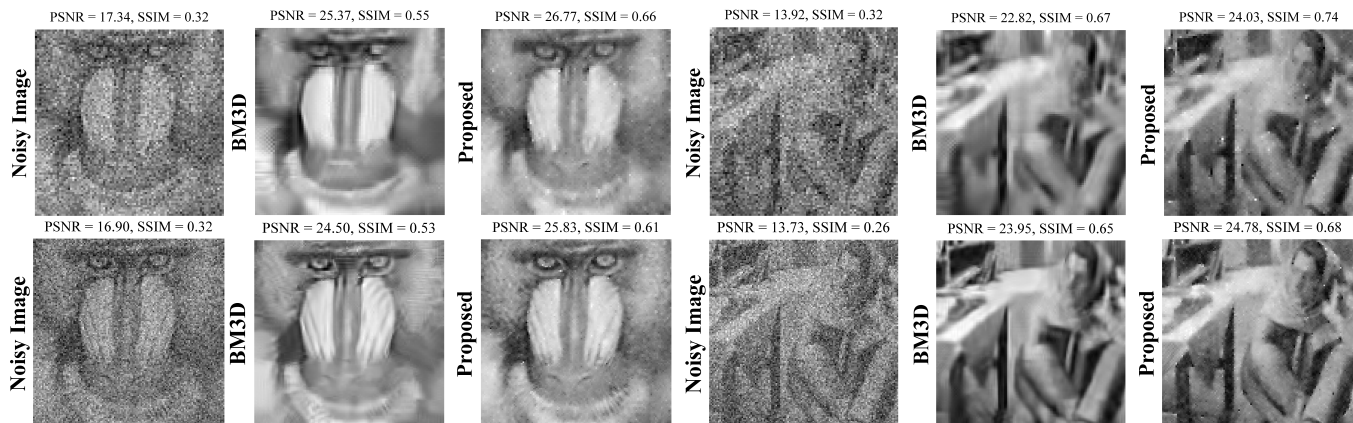 PSNR = 17.34, SSIM = 0.32
Noisy Image
PSNR = 25.37, SSIM = 0.55
BM3D
PSNR = 26.77, SSIM = 0.66
Proposed
PSNR = 13.92, SSIM = 0.32
Noisy Image
PSNR = 22.82, SSIM = 0.67
BM3D
PSNR = 24.03, SSIM = 0.74
Proposed
PSNR = 16.90, SSIM = 0.32
Noisy Image
PSNR = 24.50, SSIM = 0.53
BM3D
PSNR = 25.83, SSIM = 0.61
Proposed
PSNR = 13.73, SSIM = 0.26
Noisy Image
PSNR = 23.95, SSIM = 0.65
BM3D
PSNR = 24.78, SSIM = 0.68
Proposed